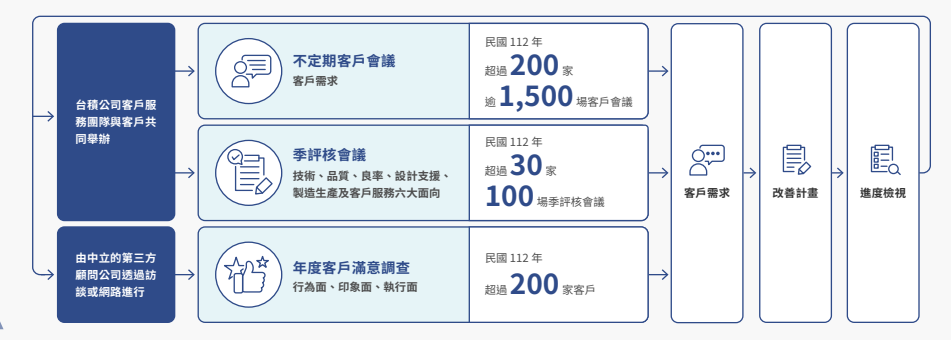 台積公司客戶服
務團隊與客戶共
同舉辦
不定期客戶會議
客戶需求
民國 112 年
超過 200 家
逾 1,500 場客戶會議
季評核會議
技術、品質、良率、設計支援、
製造生產及客戶服務六大面向
民國 112 年
超過 30 家
100 場季評核會議
由中立的第三方
顧問公司透過訪
談或網路進行
年度客戶滿意調查
行為面、印象面、執行面
民國 112 年
超過 200 家客戶
客戶需求
改善計畫
進度檢視